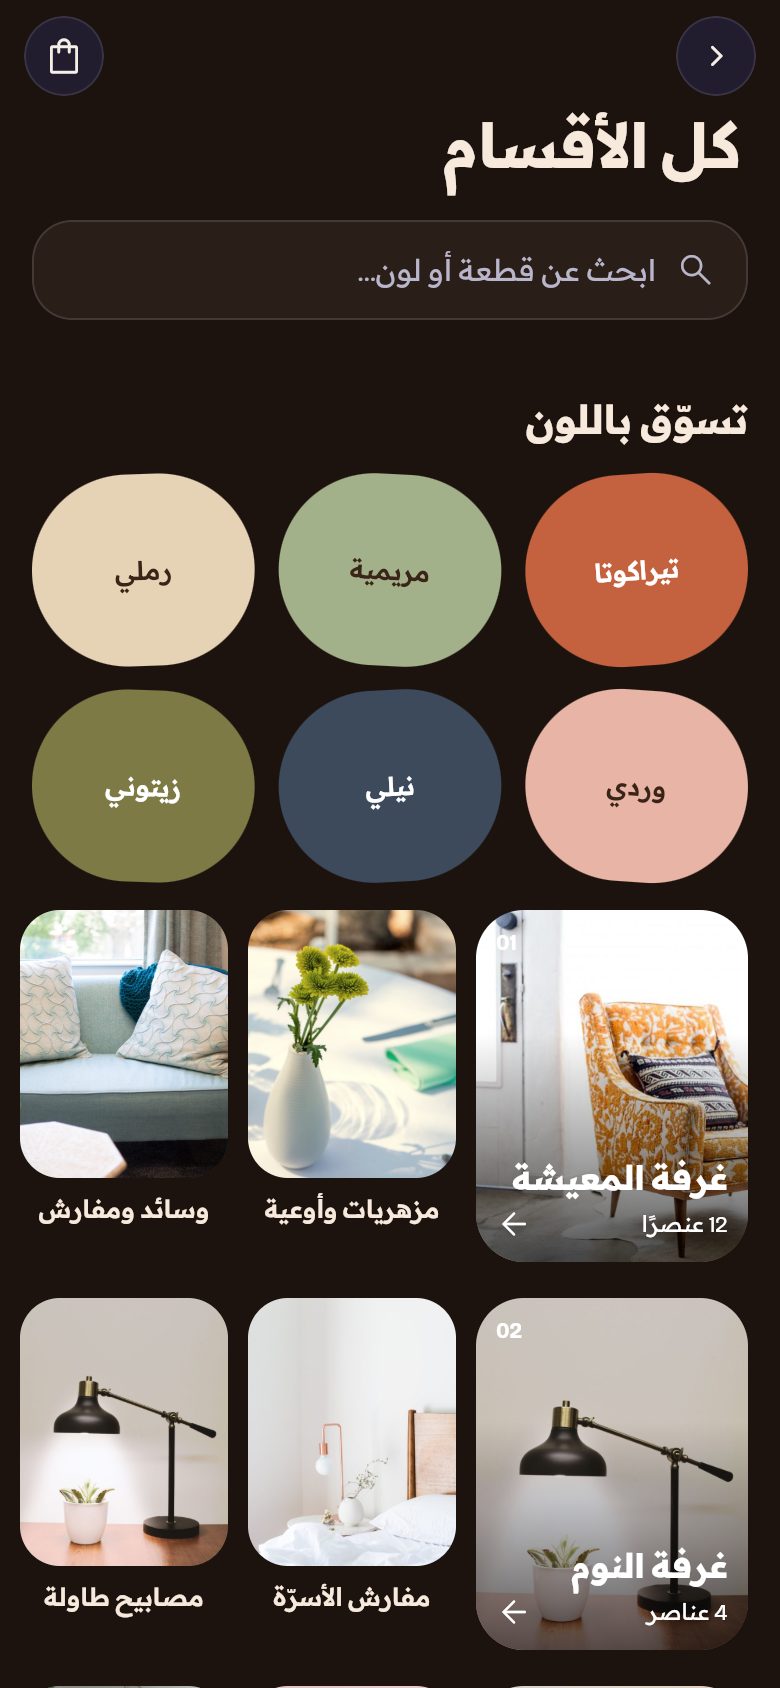 كل الأقسام
ابحث عن قطعة أو لون...
تسوّق باللون
تيراكوتا
مريمية
رملي
وردي
نيلي
زيتوني
01
غرفة المعيشة
12 عنصرًا
مزهريات وأوعية
وسائد ومفارش
02
غرفة النوم
4 عناصر
مفارش الأسرّة
مصابيح طاولة